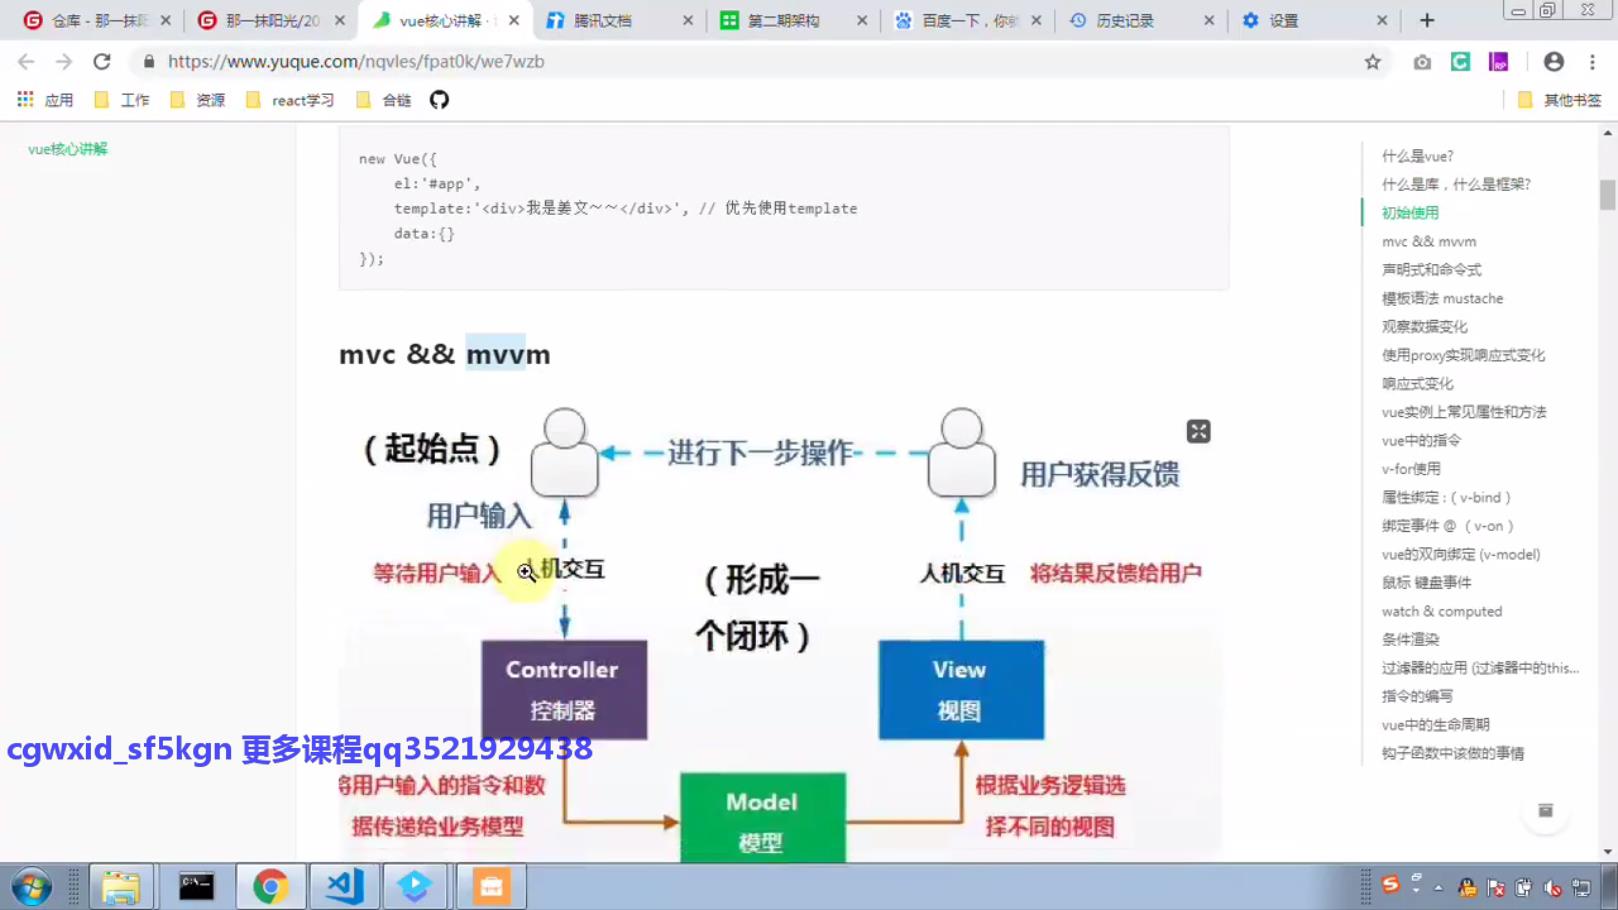 仓库 - 那一抹阳
那一抹阳光/20
vue核心讲解 ·
腾讯文档
第二期架构
百度一下，你
历史记录
设置
https://www.yuque.com/nqvles/fpat0k/we7wzb
应用
工作
资源
react学习
合链
其他书签
vue核心讲解
new Vue({
el:'#app',
template:'<div>我是姜文～～</div>', // 优先使用template
data:{}
});
mvc && mvvm
（起始点）
进行下一步操作
用户获得反馈
用户输入
等待用户输入
人机交互
（形成一
个闭环）
人机交互
将结果反馈给用户
Controller
控制器
View
视图
cgwxid_sf5kgn 更多课程qq3521929438
将用户输入的指令和数
据传递给业务模型
Model
模型
根据业务逻辑选
择不同的视图
什么是vue?
什么是库，什么是框架?
初始使用
mvc && mvvm
声明式和命令式
模板语法 mustache
观察数据变化
使用proxy实现响应式变化
响应式变化
vue实例上常见属性和方法
vue中的指令
v-for使用
属性绑定 :（ v-bind ）
绑定事件 @ （ v-on ）
vue的双向绑定 (v-model)
鼠标 键盘事件
watch & computed
条件渲染
过滤器的应用 (过滤器中的this...
指令的编写
vue中的生命周期
钩子函数中该做的事情